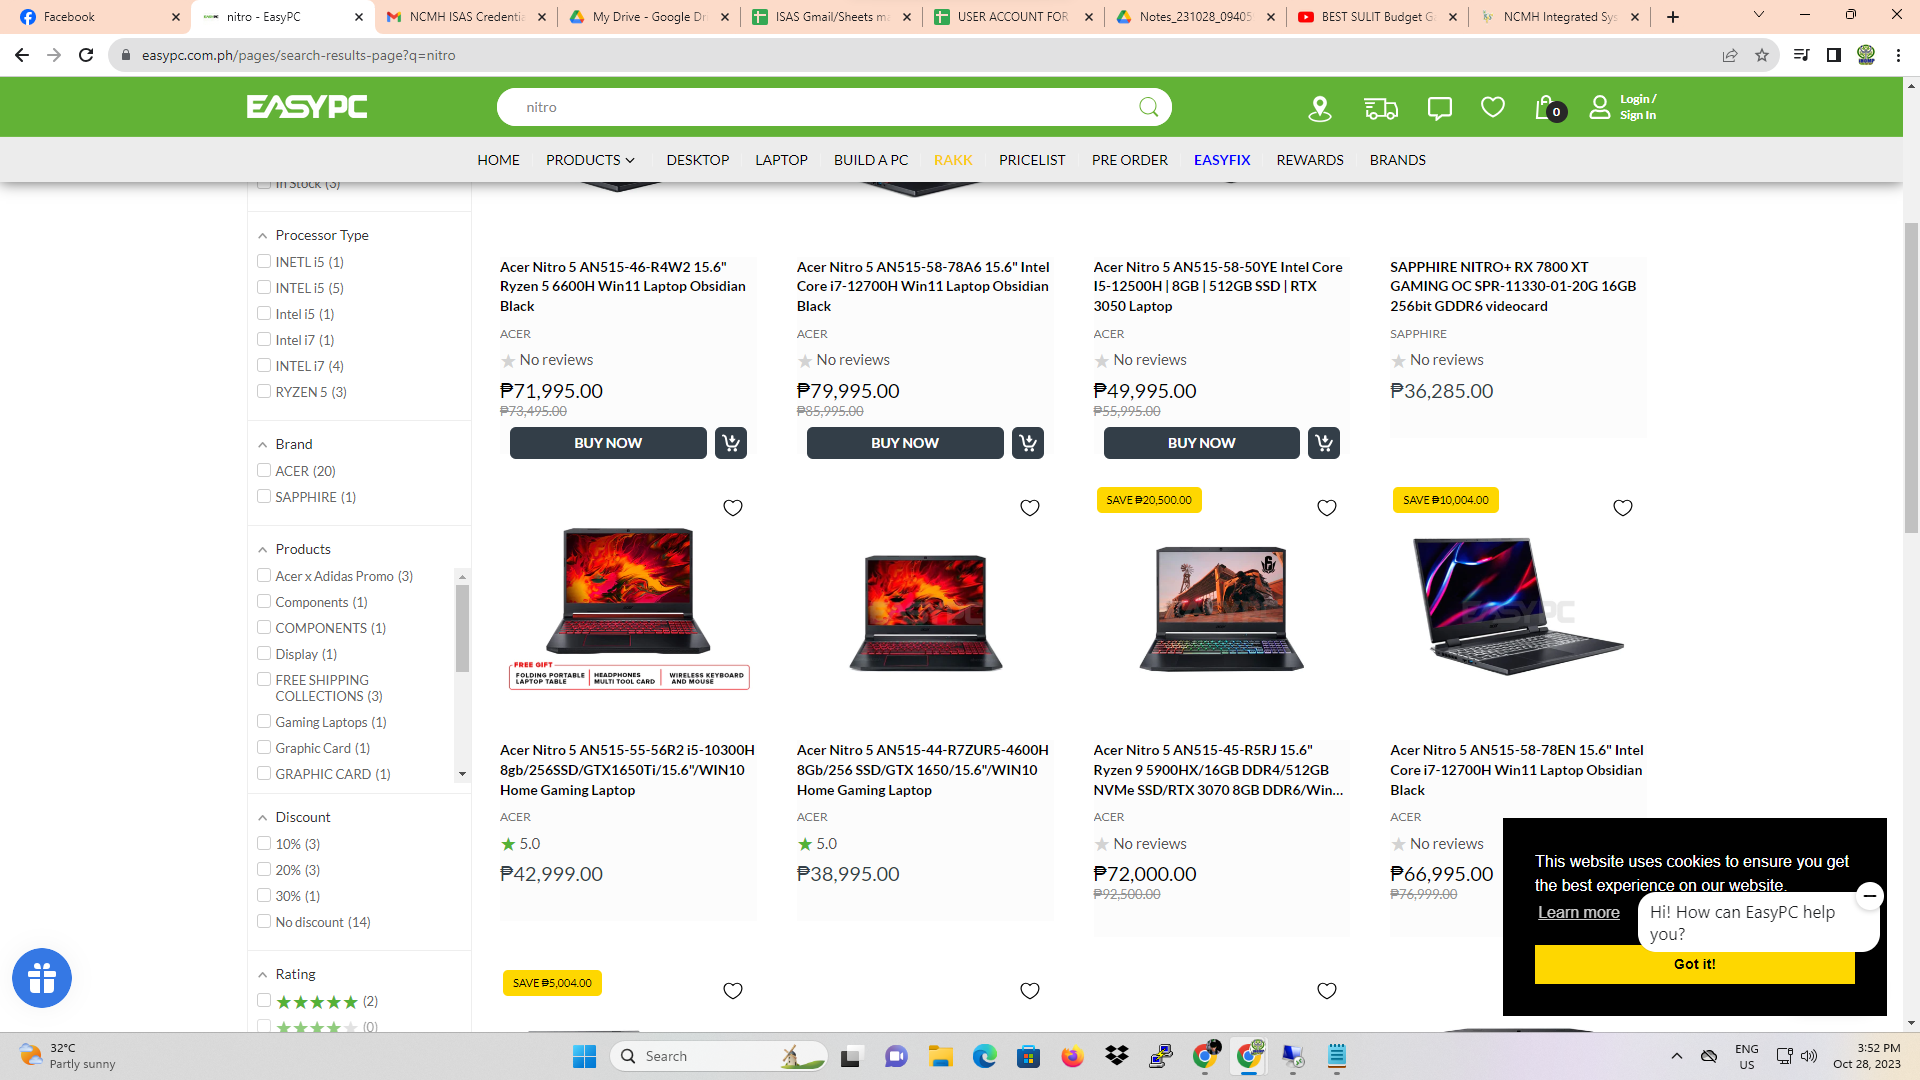 Facebook
nitro - EasyPC
NCMH ISAS Credentia
My Drive - Google Dr
ISAS Gmail/Sheets ma
USER ACCOUNT FOR
Notes_231028_09405
BEST SULIT Budget G
NCMH Integrated Sys
easypc.com.ph/pages/search-results-page?q=nitro
EASYPC
nitro
0
Login /
Sign In
HOME
PRODUCTS
DESKTOP
LAPTOP
BUILD A PC
RAKK
PRICELIST
PRE ORDER
EASYFIX
REWARDS
BRANDS
In Stock (3)
Processor Type
INETL i5 (1)
INTEL i5 (5)
Intel i5 (1)
Intel i7 (1)
INTEL i7 (4)
RYZEN 5 (3)
Brand
ACER (20)
SAPPHIRE (1)
Products
Acer x Adidas Promo (3)
Components (1)
COMPONENTS (1)
Display (1)
FREE SHIPPING
COLLECTIONS (3)
Gaming Laptops (1)
Graphic Card (1)
GRAPHIC CARD (1)
Discount
10% (3)
20% (3)
30% (1)
No discount (14)
Rating
(2)
(0)
Acer Nitro 5 AN515-46-R4W2 15.6"
Ryzen 5 6600H Win11 Laptop Obsidian
Black
ACER
No reviews
₱71,995.00
₱73,495.00
BUY NOW
Acer Nitro 5 AN515-58-78A6 15.6" Intel
Core i7-12700H Win11 Laptop Obsidian
Black
ACER
No reviews
₱79,995.00
₱85,995.00
BUY NOW
Acer Nitro 5 AN515-58-50YE Intel Core
I5-12500H | 8GB | 512GB SSD | RTX
3050 Laptop
ACER
No reviews
₱49,995.00
₱55,995.00
BUY NOW
SAPPHIRE NITRO+ RX 7800 XT
GAMING OC SPR-11330-01-20G 16GB
256bit GDDR6 videocard
SAPPHIRE
No reviews
₱36,285.00
FREE GIFT
FOLDING PORTABLE
LAPTOP TABLE
HEADPHONES
MULTI TOOL CARD
WIRELESS KEYBOARD
AND MOUSE
Acer Nitro 5 AN515-55-56R2 i5-10300H
8gb/256SSD/GTX1650Ti/15.6"/WIN10
Home Gaming Laptop
ACER
5.0
₱42,999.00
Acer Nitro 5 AN515-44-R7ZUR5-4600H
8Gb/256 SSD/GTX 1650/15.6"/WIN10
Home Gaming Laptop
ACER
5.0
₱38,995.00
SAVE ₱20,500.00
Acer Nitro 5 AN515-45-R5RJ 15.6"
Ryzen 9 5900HX/16GB DDR4/512GB
NVMe SSD/RTX 3070 8GB DDR6/Win...
ACER
No reviews
₱72,000.00
₱92,500.00
SAVE ₱10,004.00
EASYPC
Acer Nitro 5 AN515-58-78EN 15.6" Intel
Core i7-12700H Win11 Laptop Obsidian
Black
ACER
No reviews
₱66,995.00
₱76,999.00
SAVE ₱5,004.00
This website uses cookies to ensure you get
the best experience on our website.
Learn more
Hi! How can EasyPC help
you?
Got it!
32°C
Partly sunny
Search
ENG
US
3:52 PM
Oct 28, 2023